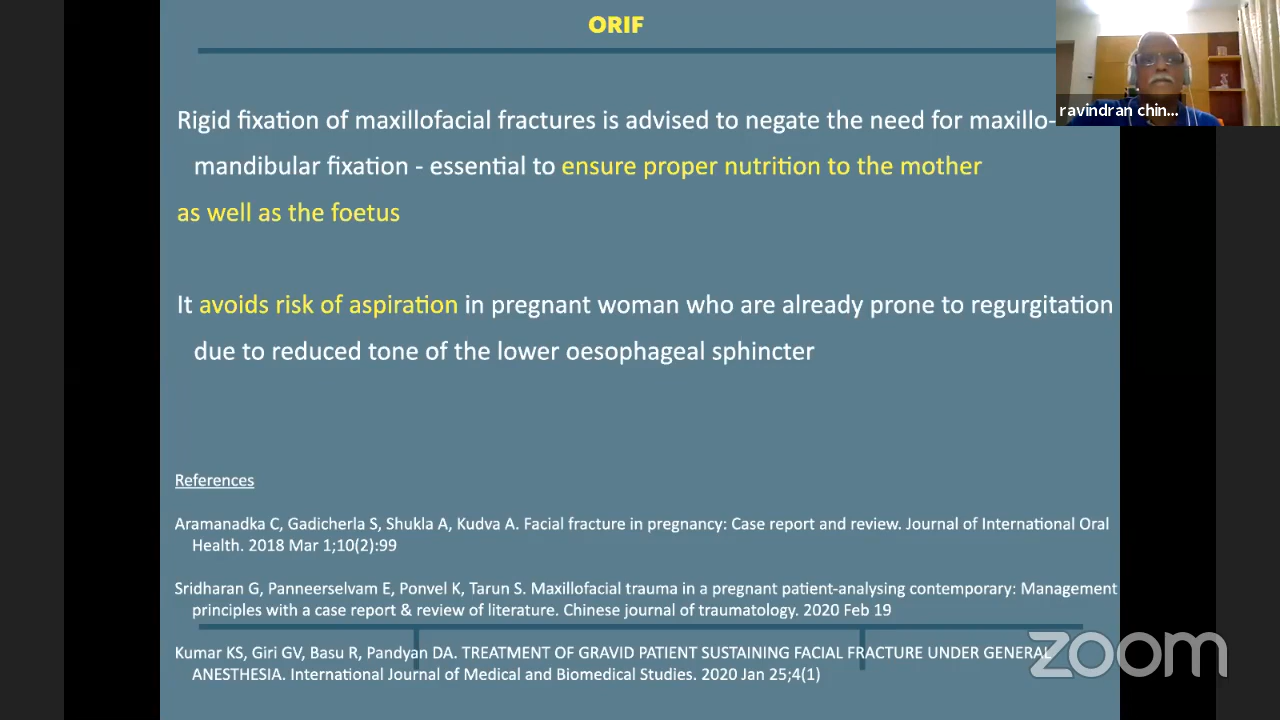 ORIF
ravindran chin...
Rigid fixation of maxillofacial fractures is advised to negate the need for maxillo-
mandibular fixation - essential to ensure proper nutrition to the mother
as well as the foetus
It avoids risk of aspiration in pregnant woman who are already prone to regurgitation
due to reduced tone of the lower oesophageal sphincter
References
Aramanadka C, Gadicherla S, Shukla A, Kudva A. Facial fracture in pregnancy: Case report and review. Journal of International Oral
Health. 2018 Mar 1;10(2):99
Sridharan G, Panneerselvam E, Ponvel K, Tarun S. Maxillofacial trauma in a pregnant patient-analysing contemporary: Management
principles with a case report & review of literature. Chinese journal of traumatology. 2020 Feb 19
Kumar KS, Giri GV, Basu R, Pandyan DA. TREATMENT OF GRAVID PATIENT SUSTAINING FACIAL FRACTURE UNDER GENERAL
ANESTHESIA. International Journal of Medical and Biomedical Studies. 2020 Jan 25;4(1)
zoom